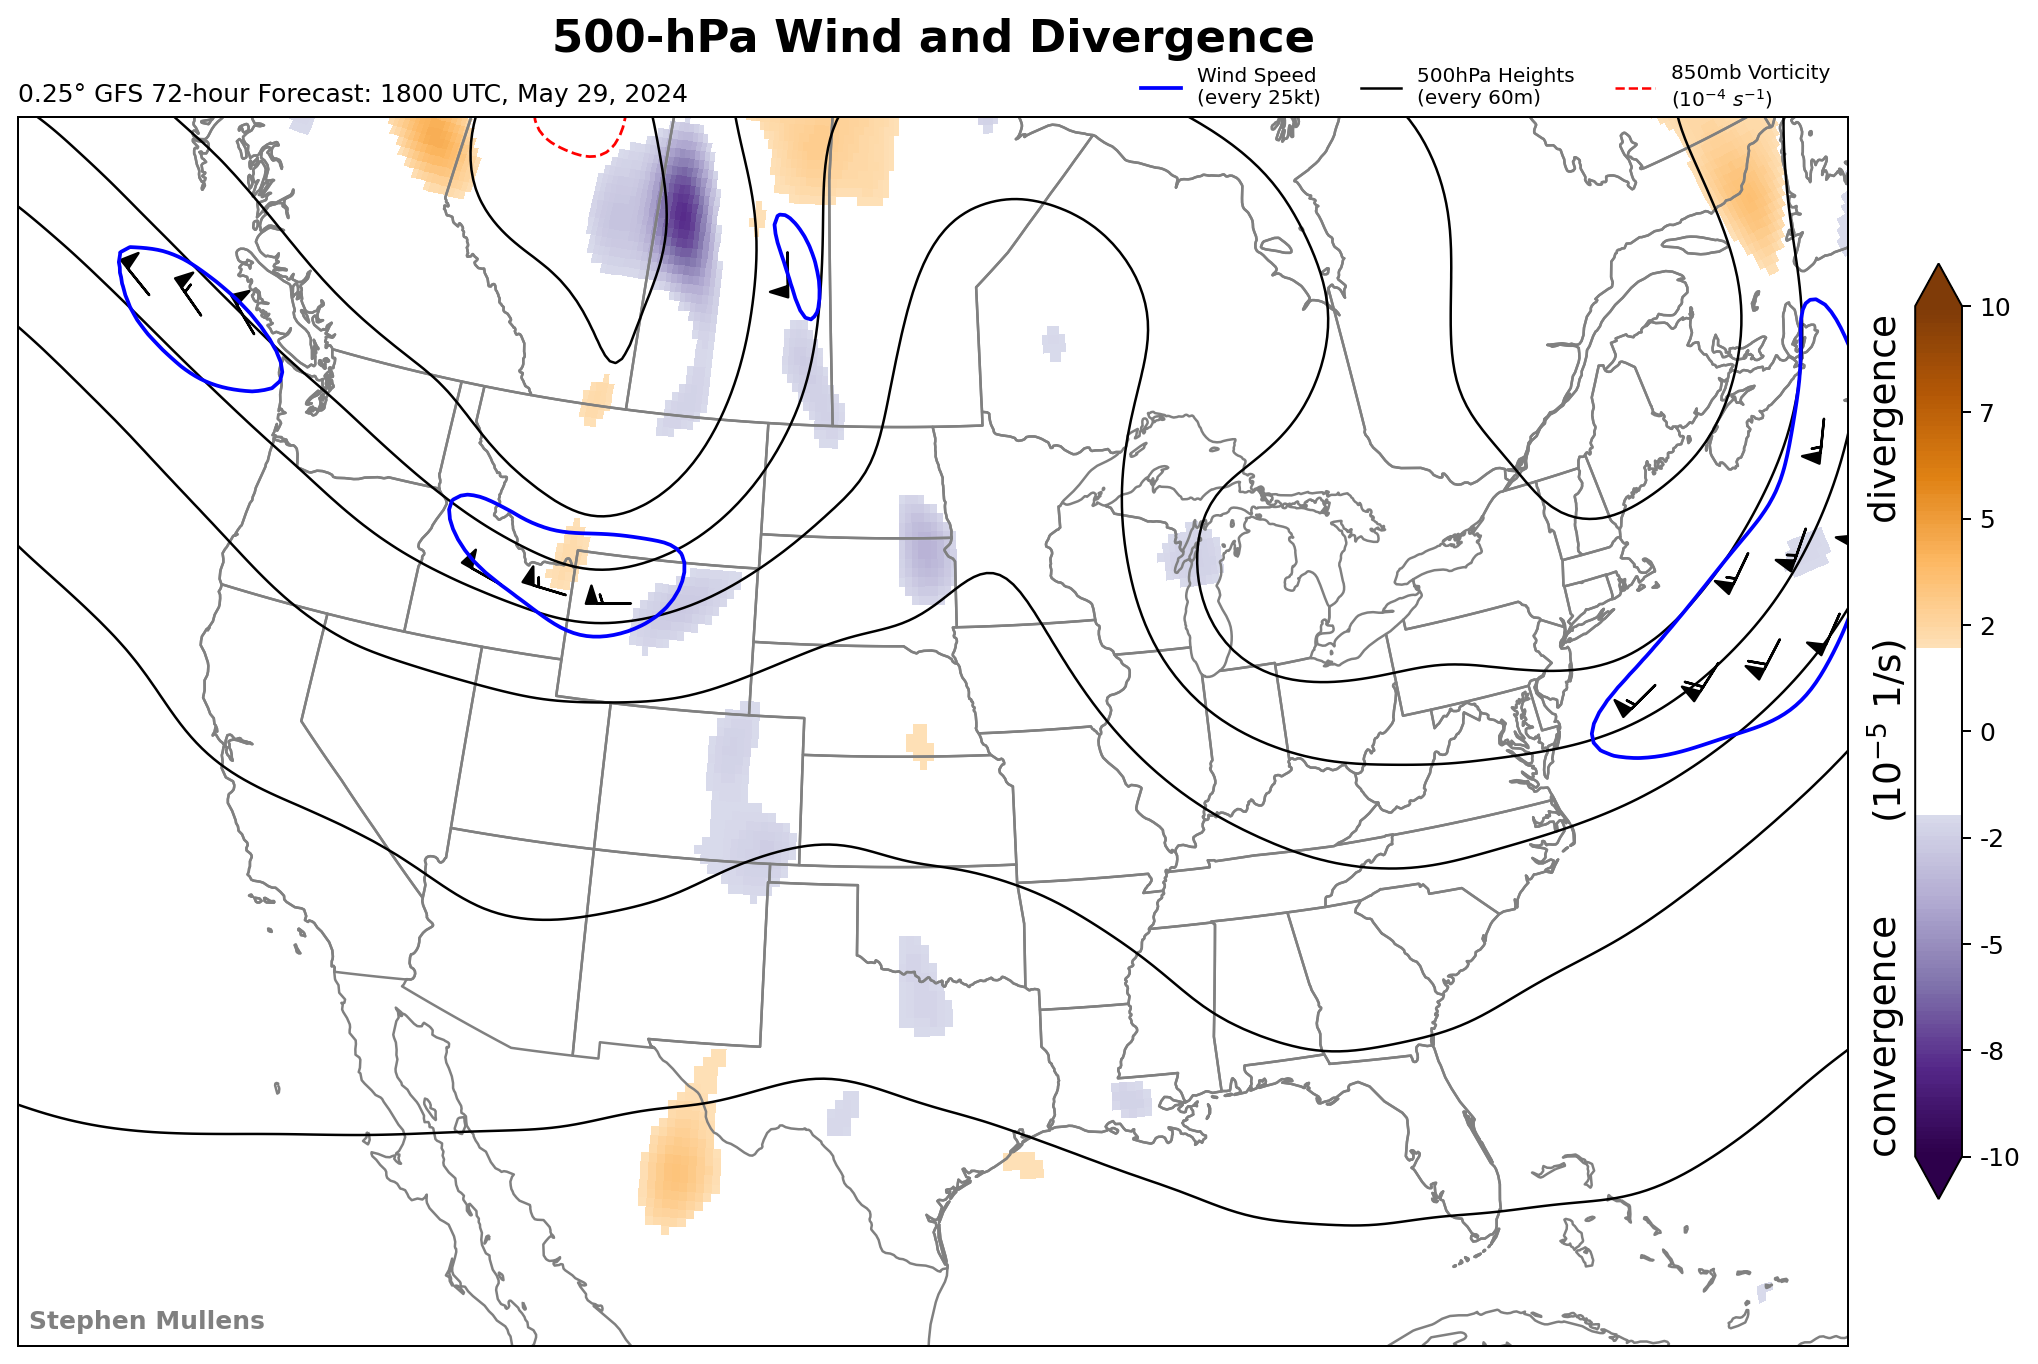 500-hPa Wind and Divergence
0.25° GFS 72-hour Forecast: 1800 UTC, May 29, 2024
Wind Speed
(every 25kt)
500hPa Heights
(every 60m)
850mb Vorticity
(10⁻⁴ s⁻¹)
10
7
5
2
0
-2
-5
-8
-10
convergence (10⁻⁵ 1/s) divergence
Stephen Mullens